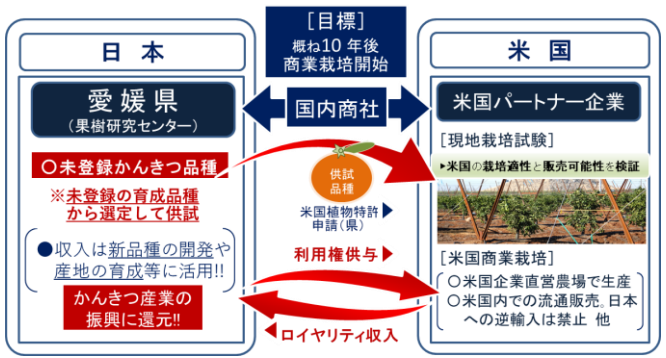 [目標]
概ね10 年後
商業栽培開始
日 本
愛媛県
(果樹研究センター)
〇未登録かんきつ品種
※未登録の育成品種
から選定して供試
●収入は新品種の開発や
産地の育成等に活用!!
かんきつ産業の
振興に還元!!
国内商社
供試
品種
米国植物特許
申請(県)
利用権供与
ロイヤリティ収入
米 国
米国パートナー企業
[現地栽培試験]
▸米国の栽培適性と販売可能性を検証
[米国商業栽培]
〇米国企業直営農場で生産
〇米国内での流通販売。日本
への逆輸入は禁止 他